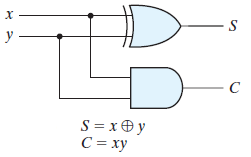 x
y
S
C
S = x ⊕ y
C = xy